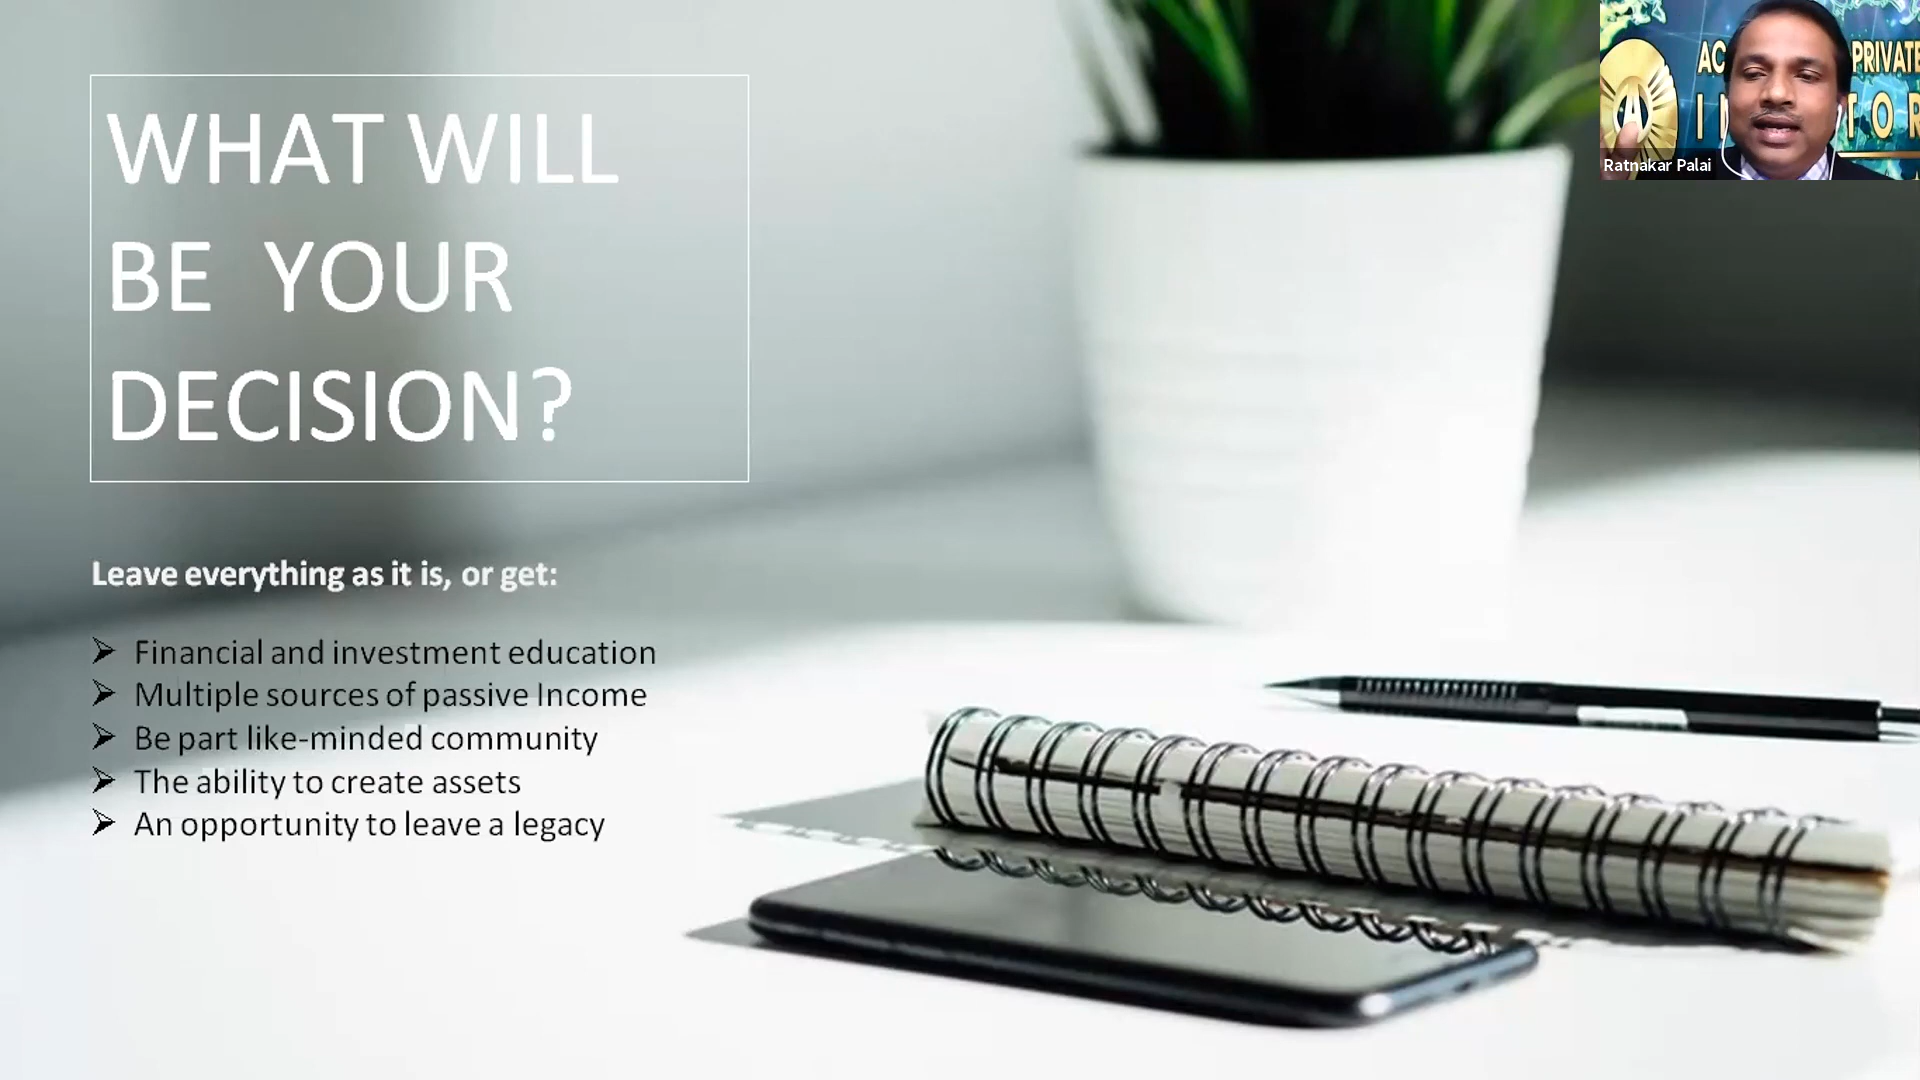 WHAT WILL
BE YOUR
DECISION?
Leave everything as it is, or get:
➢ Financial and investment education
➢ Multiple sources of passive Income
➢ Be part like-minded community
➢ The ability to create assets
➢ An opportunity to leave a legacy
PRIVATE
Ratnakar Palai